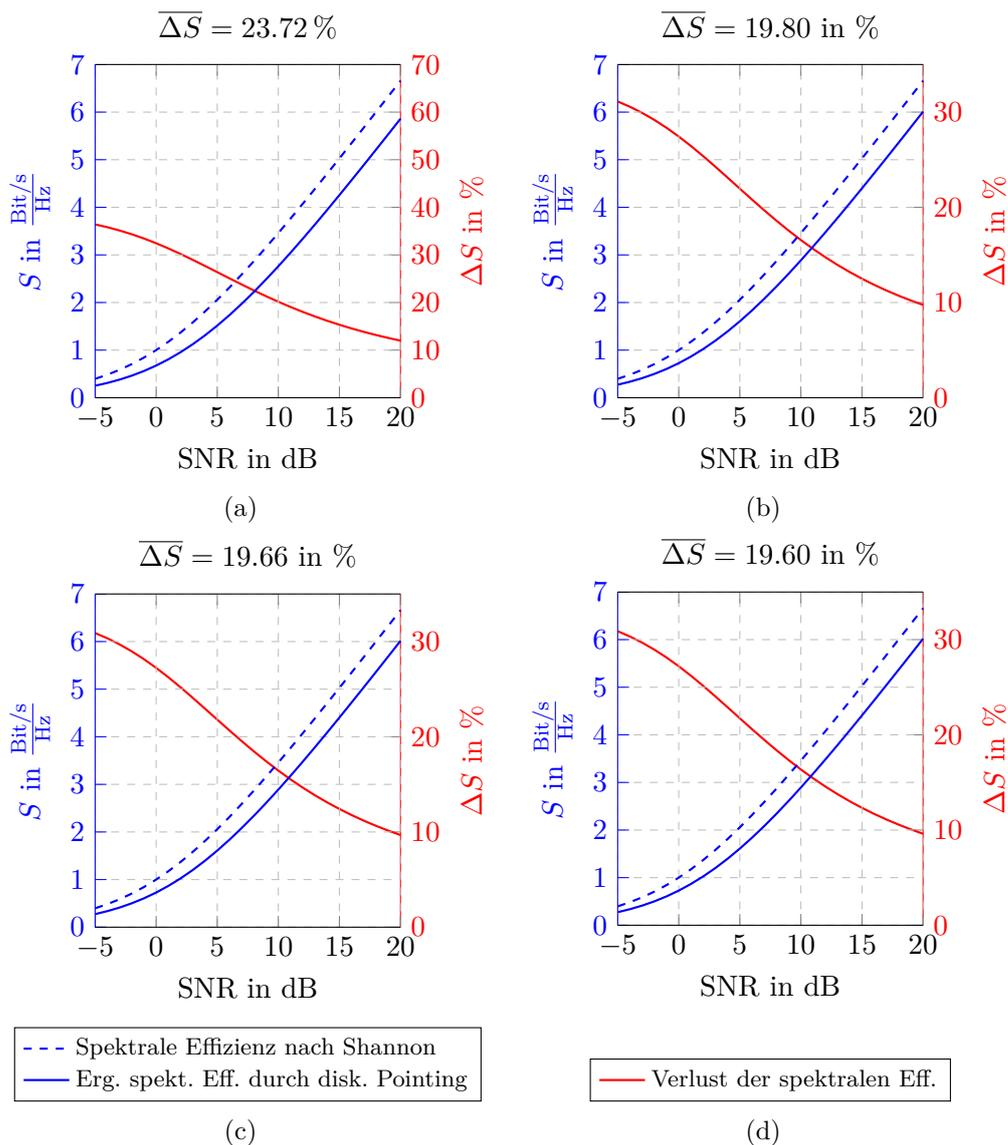 ΔS = 23.72 %
7
6
5
4
3
2
1
0
S in Bit/s/Hz
70
60
50
40
30
20
10
0
ΔS in %
−5 0 5 10 15 20
SNR in dB
(a)
ΔS = 19.80 in %
7
6
5
4
3
2
1
0
S in Bit/s/Hz
30
20
10
0
ΔS in %
−5 0 5 10 15 20
SNR in dB
(b)
ΔS = 19.66 in %
7
6
5
4
3
2
1
0
S in Bit/s/Hz
30
20
10
0
ΔS in %
−5 0 5 10 15 20
SNR in dB
Spektrale Effizienz nach Shannon
Erg. spekt. Eff. durch disk. Pointing
(c)
ΔS = 19.60 in %
7
6
5
4
3
2
1
0
S in Bit/s/Hz
30
20
10
0
ΔS in %
−5 0 5 10 15 20
SNR in dB
Verlust der spektralen Eff.
(d)